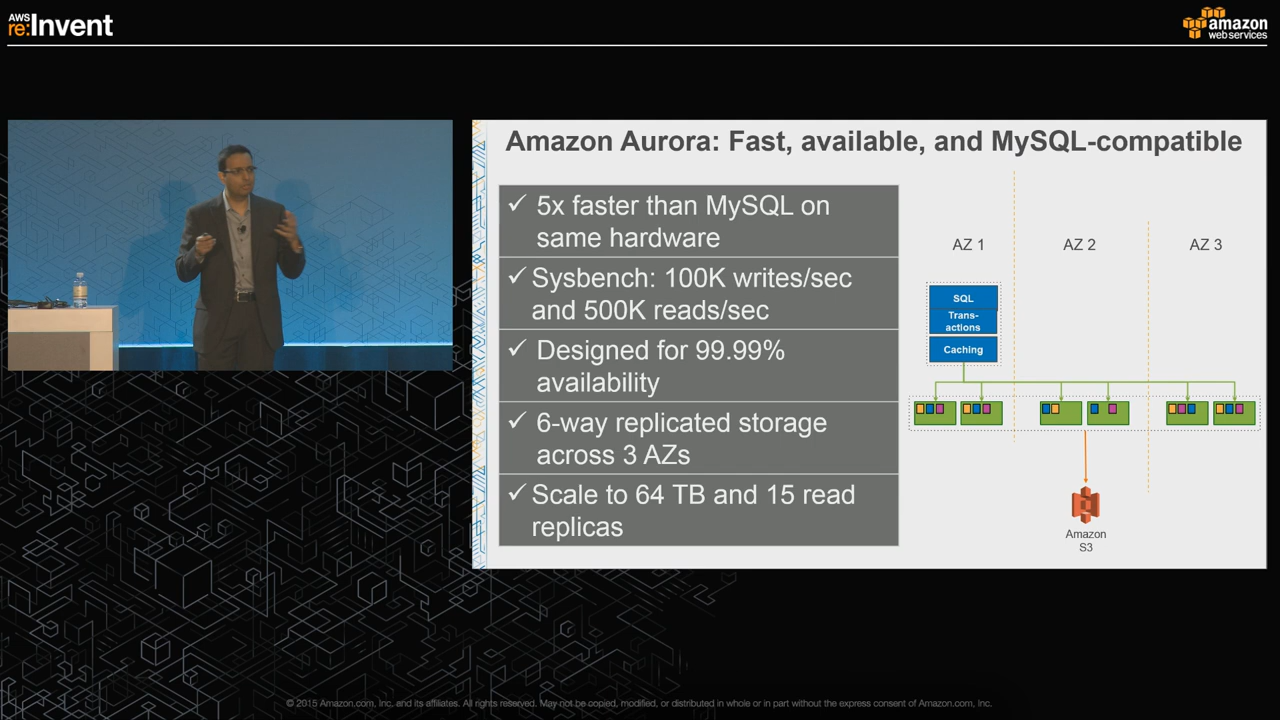 AWS
re:Invent
amazon
web services
Amazon Aurora: Fast, available, and MySQL-compatible
✓ 5x faster than MySQL on
same hardware
✓ Sysbench: 100K writes/sec
and 500K reads/sec
✓ Designed for 99.99%
availability
✓ 6-way replicated storage
across 3 AZs
✓ Scale to 64 TB and 15 read
replicas
AZ 1
AZ 2
AZ 3
SQL
Trans-
actions
Caching
Amazon
S3
© 2015 Amazon.com, Inc. and its affiliates. All rights reserved. May not be copied, modified, or distributed in whole or in part without the express consent of Amazon.com, Inc.